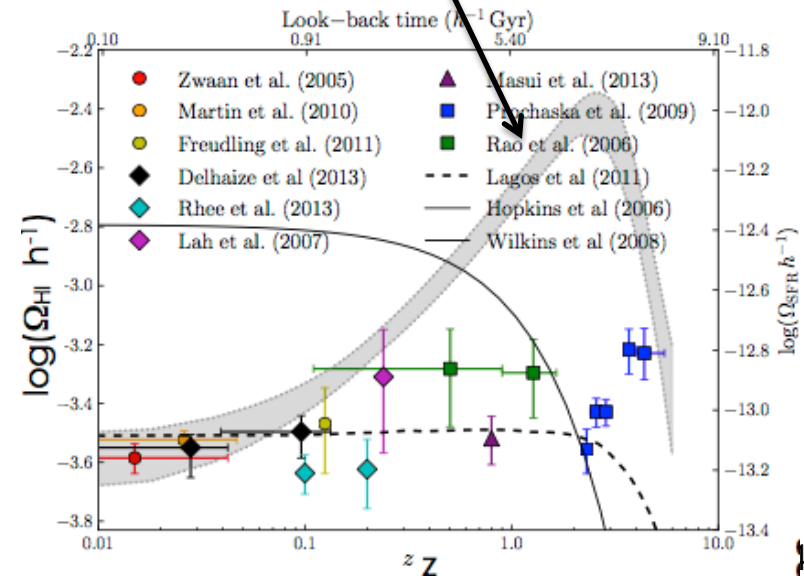 Look−back time (h⁻¹ Gyr)
0.10 0.91 5.40 9.10
−2.2 −11.8
Zwaan et al. (2005) Masui et al. (2013)
−2.4 Martin et al. (2010) Prochaska et al. (2009) −12.0
Freudling et al. (2011) Rao et al. (2006)
−2.6 Delhaize et al (2013) Lagos et al (2011) −12.2
Rhee et al. (2013) Hopkins et al (2006)
−2.8 Lah et al. (2007) Wilkins et al (2008) −12.4
−3.0 −12.6
−3.2 −12.8
−3.4 −13.0
−3.6 −13.2
−3.8 −13.4
log(Ω_HI h⁻¹)
log(Ω_SFR h⁻¹)
0.01 0.1 1.0 10.0
z z